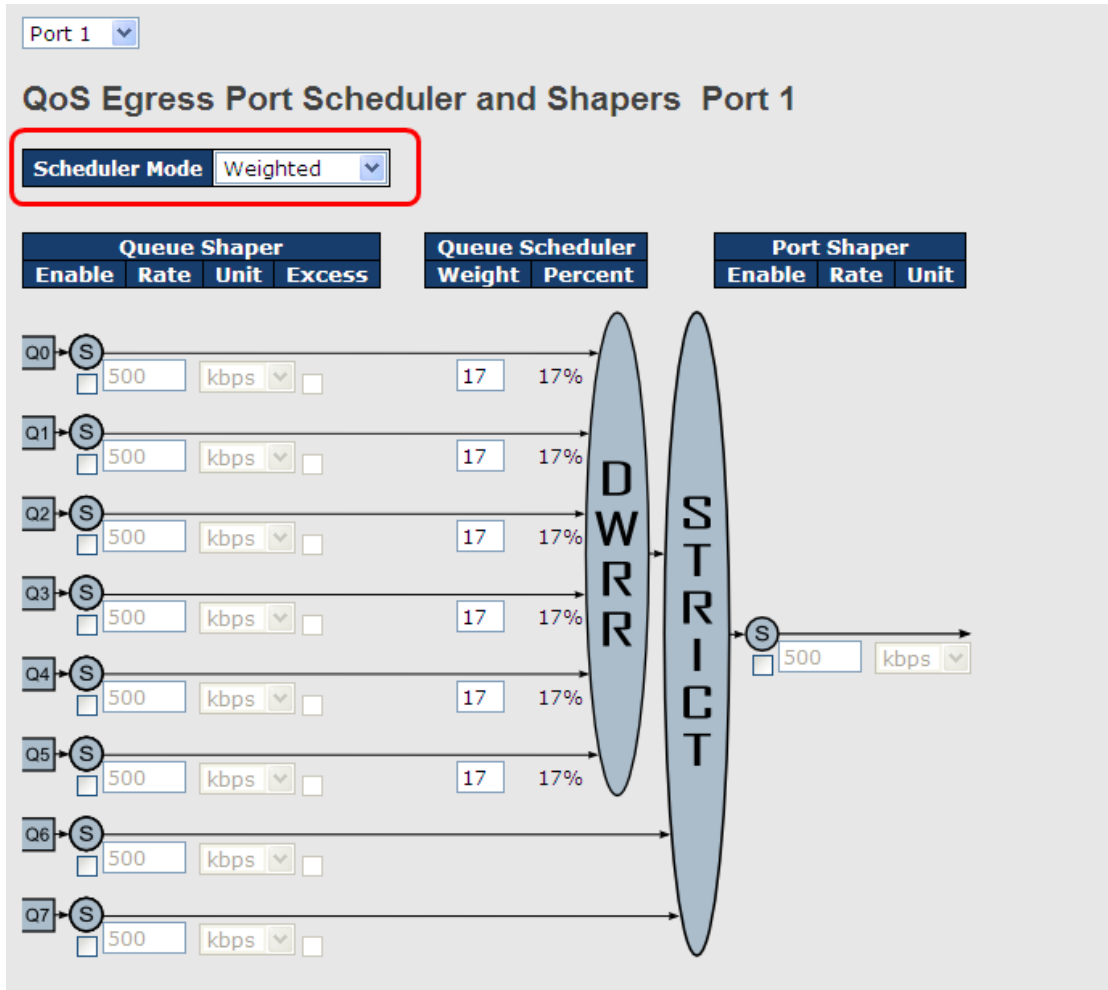 Port 1
QoS Egress Port Scheduler and Shapers Port 1
Scheduler Mode Weighted
Queue Shaper Queue Scheduler Port Shaper
Enable Rate Unit Excess Weight Percent Enable Rate Unit
Q0 S
500 kbps 17 17%
Q1 S
500 kbps 17 17%
Q2 S
500 kbps 17 17%
Q3 S
500 kbps 17 17%
Q4 S
500 kbps 17 17%
Q5 S
500 kbps 17 17%
Q6 S
500 kbps
Q7 S
500 kbps
DWRR
STRICT
S
500 kbps